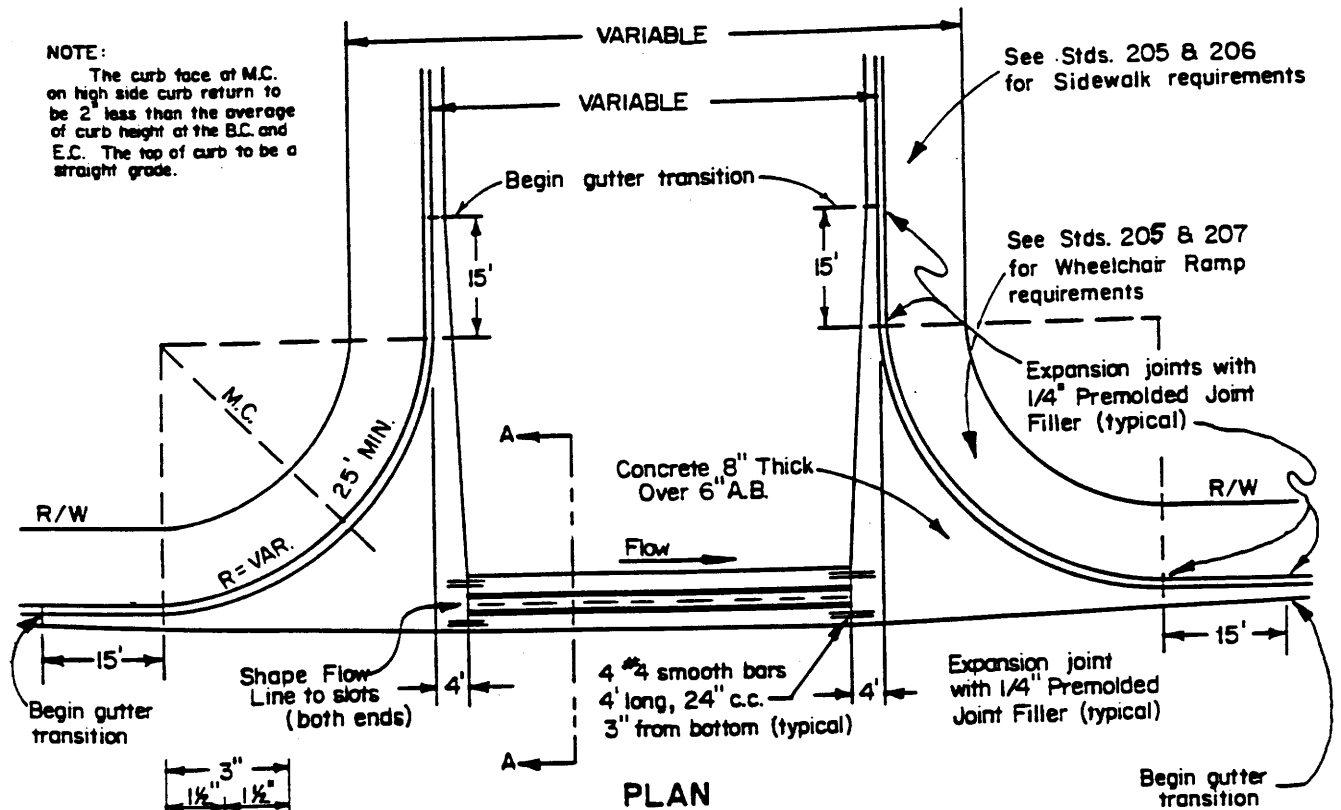 VARIABLE
NOTE:
The curb face at M.C.
on high side curb return to
be 2" less than the average
of curb height at the B.C. and
E.C. The top of curb to be a
straight grade.
See Stds. 205 & 206
for Sidewalk requirements
VARIABLE
Begin gutter transition
15'
15'
See Stds. 205 & 207
for Wheelchair Ramp
requirements
M.C.
25' MIN.
R=VAR.
R/W
A
Concrete 8" Thick
Over 6" A.B.
Expansion joints with
1/4" Premolded Joint
Filler (typical)
R/W
Flow
15'
Begin gutter
transition
Shape Flow
Line to slots
(both ends)
4'
4 #4 smooth bars
4' long, 24" c.c.
3" from bottom (typical)
4'
Expansion joint
with 1/4" Premolded
Joint Filler (typical)
15'
Begin gutter
transition
A
3"
1½" 1½"
PLAN